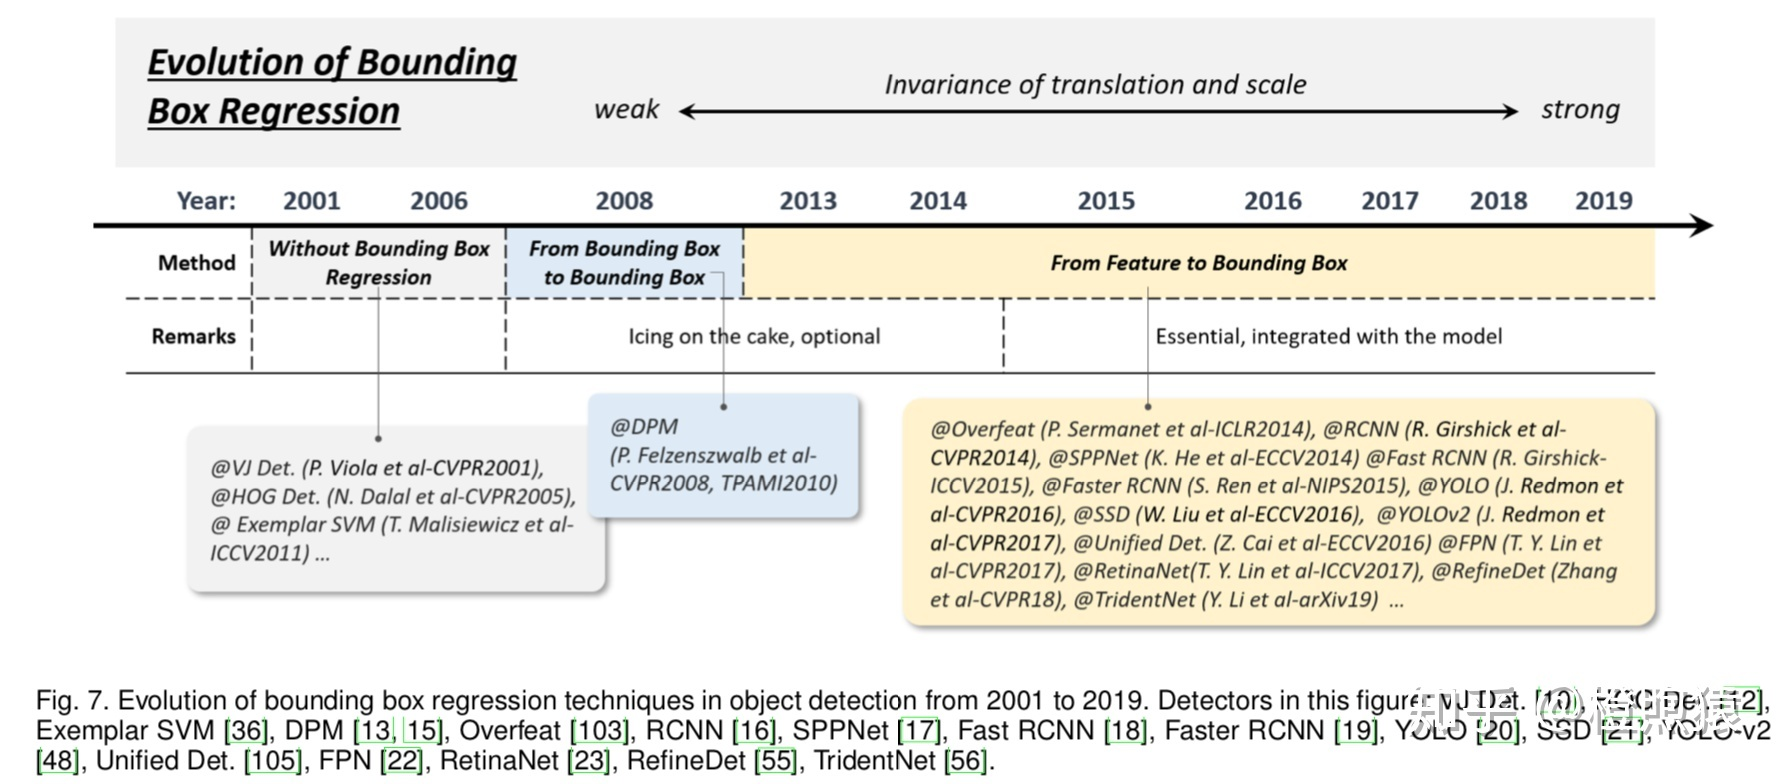 Evolution of Bounding
Box Regression
Invariance of translation and scale
weak
strong
Year: 2001 2006 2008 2013 2014 2015 2016 2017 2018 2019
Method
Without Bounding Box
Regression
From Bounding Box
to Bounding Box
From Feature to Bounding Box
Remarks
Icing on the cake, optional
Essential, integrated with the model
@VJ Det. (P. Viola et al-CVPR2001),
@HOG Det. (N. Dalal et al-CVPR2005),
@ Exemplar SVM (T. Malisiewicz et al-
ICCV2011) ...
@DPM
(P. Felzenszwalb et al-
CVPR2008, TPAMI2010)
@Overfeat (P. Sermanet et al-ICLR2014), @RCNN (R. Girshick et al-
CVPR2014), @SPPNet (K. He et al-ECCV2014) @Fast RCNN (R. Girshick-
ICCV2015), @Faster RCNN (S. Ren et al-NIPS2015), @YOLO (J. Redmon et
al-CVPR2016), @SSD (W. Liu et al-ECCV2016), @YOLOv2 (J. Redmon et
al-CVPR2017), @Unified Det. (Z. Cai et al-ECCV2016) @FPN (T. Y. Lin et
al-CVPR2017), @RetinaNet(T. Y. Lin et al-ICCV2017), @RefineDet (Zhang
et al-CVPR18), @TridentNet (Y. Li et al-arXiv19) ...
Fig. 7. Evolution of bounding box regression techniques in object detection from 2001 to 2019. Detectors in this figure: VJ Det. [10], HOG Det. [12],
Exemplar SVM [36], DPM [13, 15], Overfeat [103], RCNN [16], SPPNet [17], Fast RCNN [18], Faster RCNN [19], YOLO [20], SSD [21], YOLO-v2
[48], Unified Det. [105], FPN [22], RetinaNet [23], RefineDet [55], TridentNet [56].
知乎